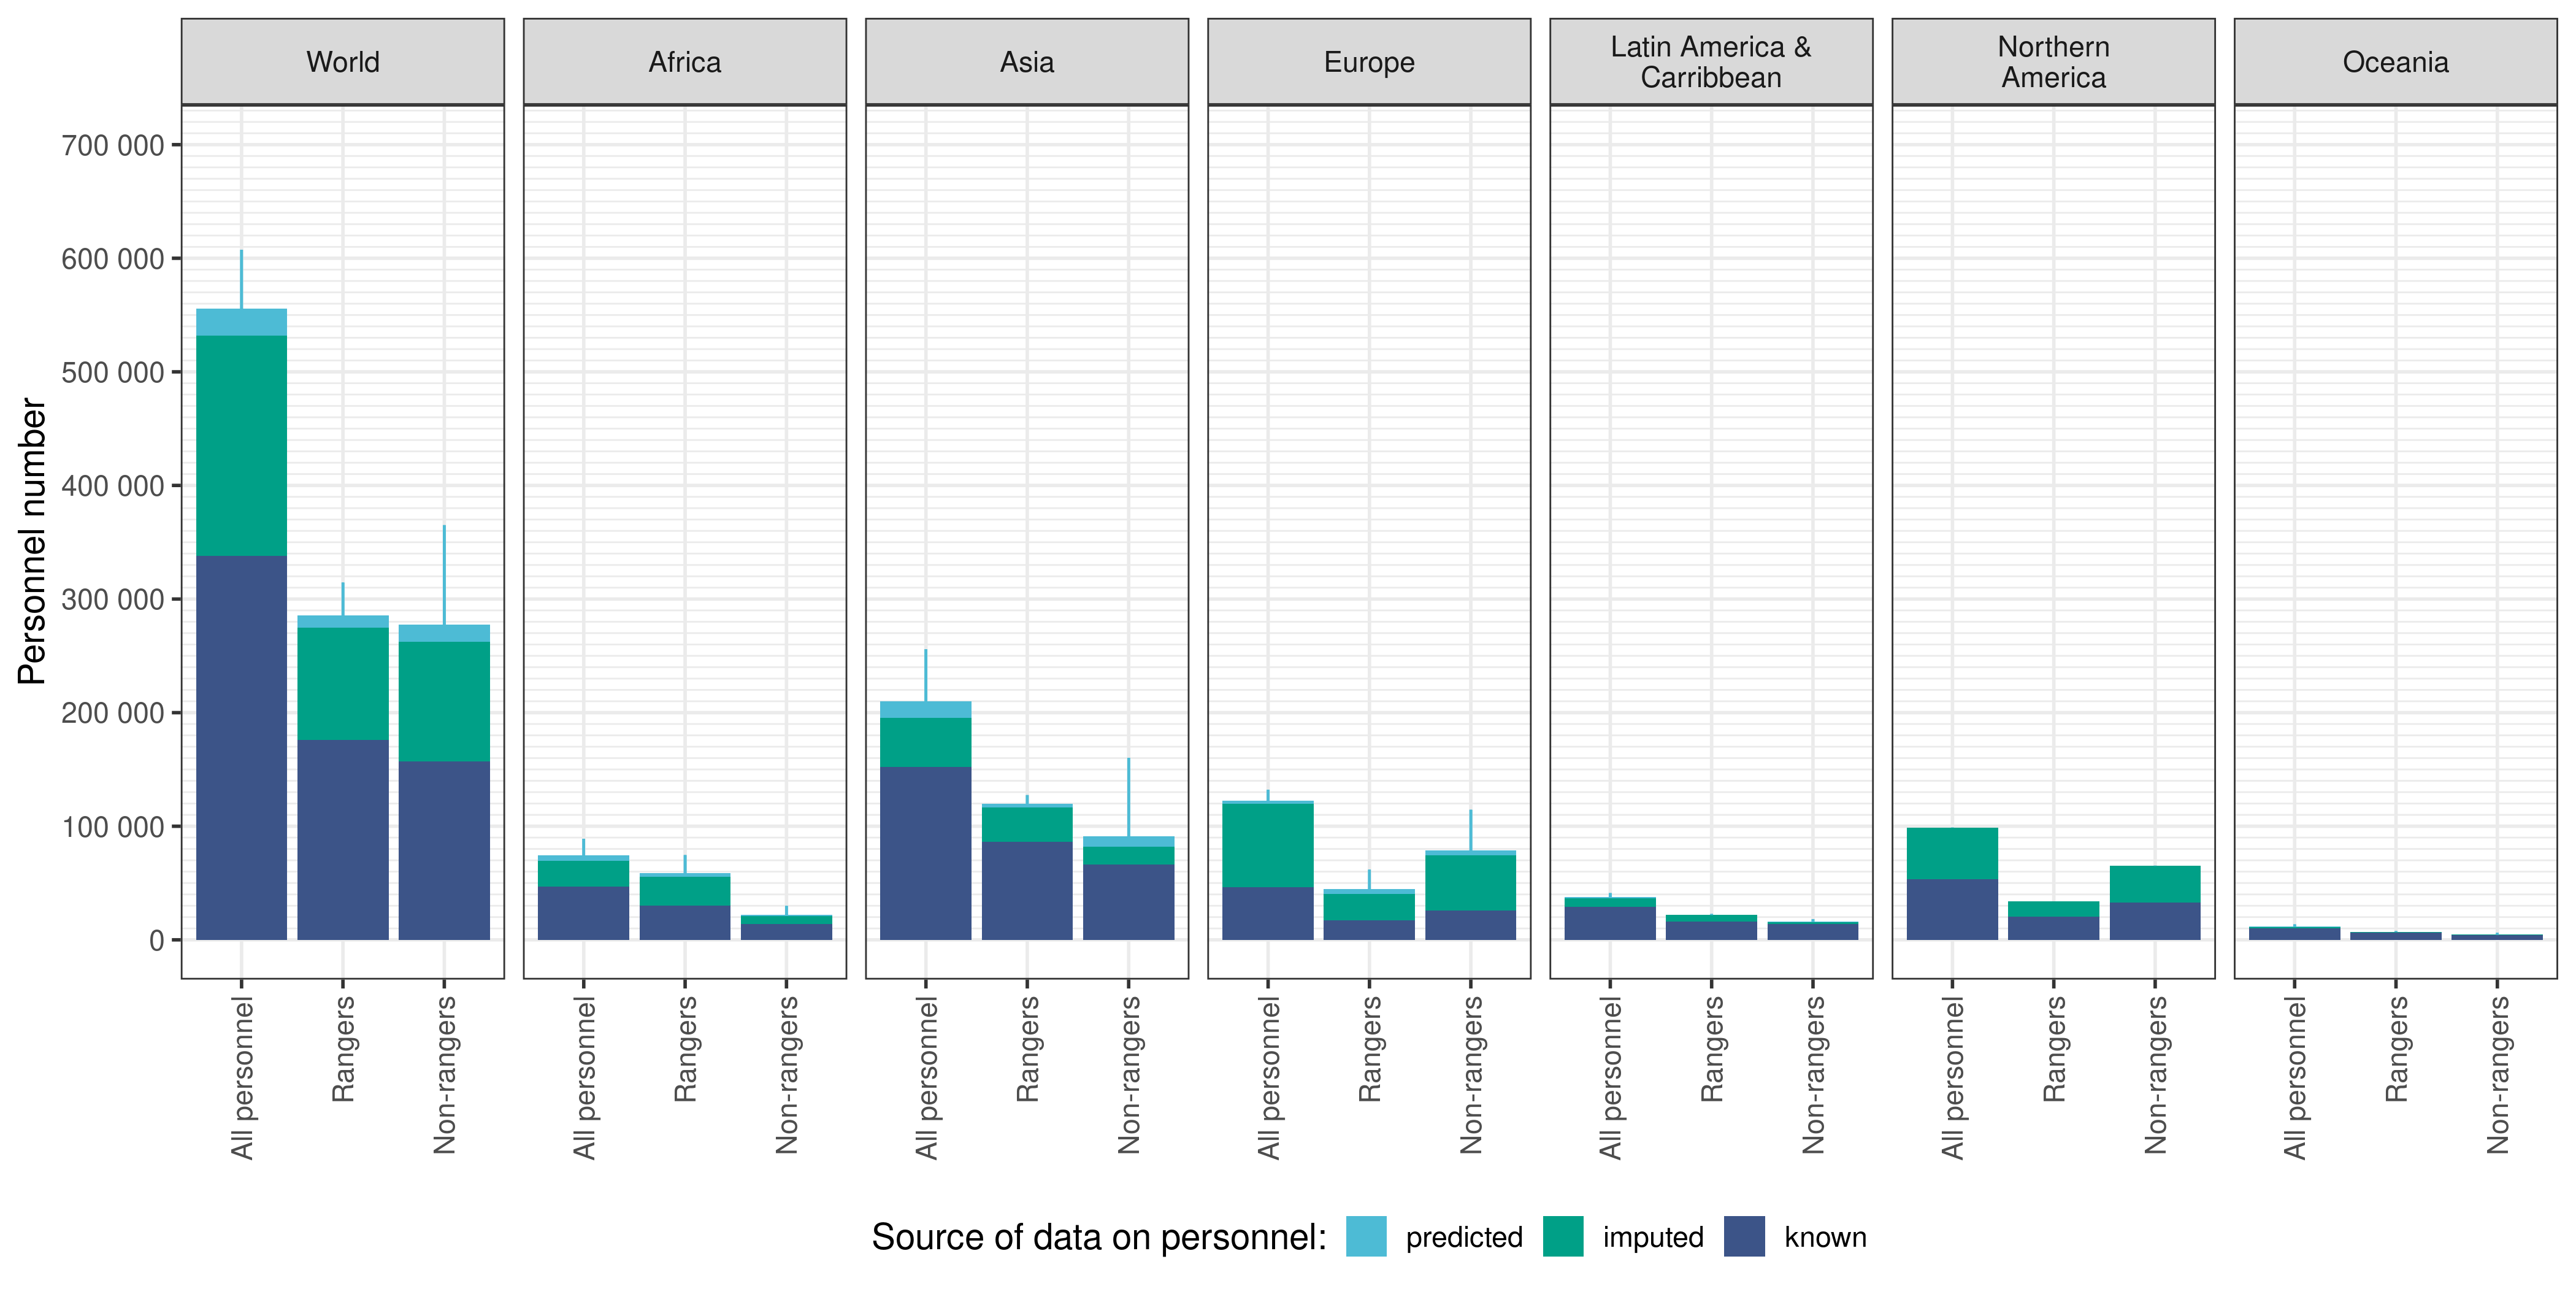 World
Africa
Asia
Europe
Latin America &
Carribbean
Northern
America
Oceania
Personnel number
700 000
600 000
500 000
400 000
300 000
200 000
100 000
0
All personnel
Rangers
Non-rangers
All personnel
Rangers
Non-rangers
All personnel
Rangers
Non-rangers
All personnel
Rangers
Non-rangers
All personnel
Rangers
Non-rangers
All personnel
Rangers
Non-rangers
All personnel
Rangers
Non-rangers
Source of data on personnel: predicted imputed known